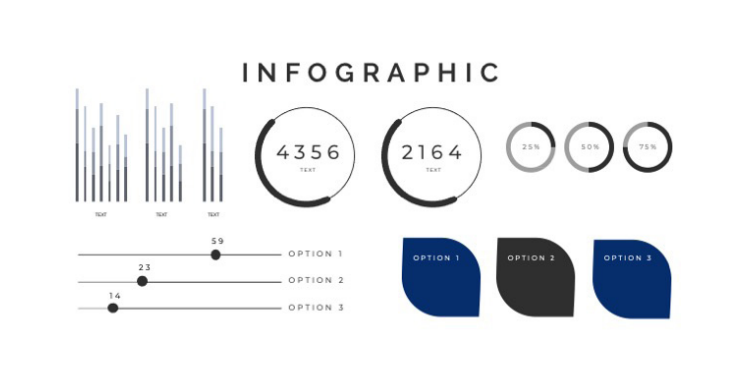 INFOGRAPHIC
4356
TEXT
2164
TEXT
25%
50%
75%
TEXT
TEXT
TEXT
59
OPTION 1
23
OPTION 2
14
OPTION 3
OPTION 1
OPTION 2
OPTION 3